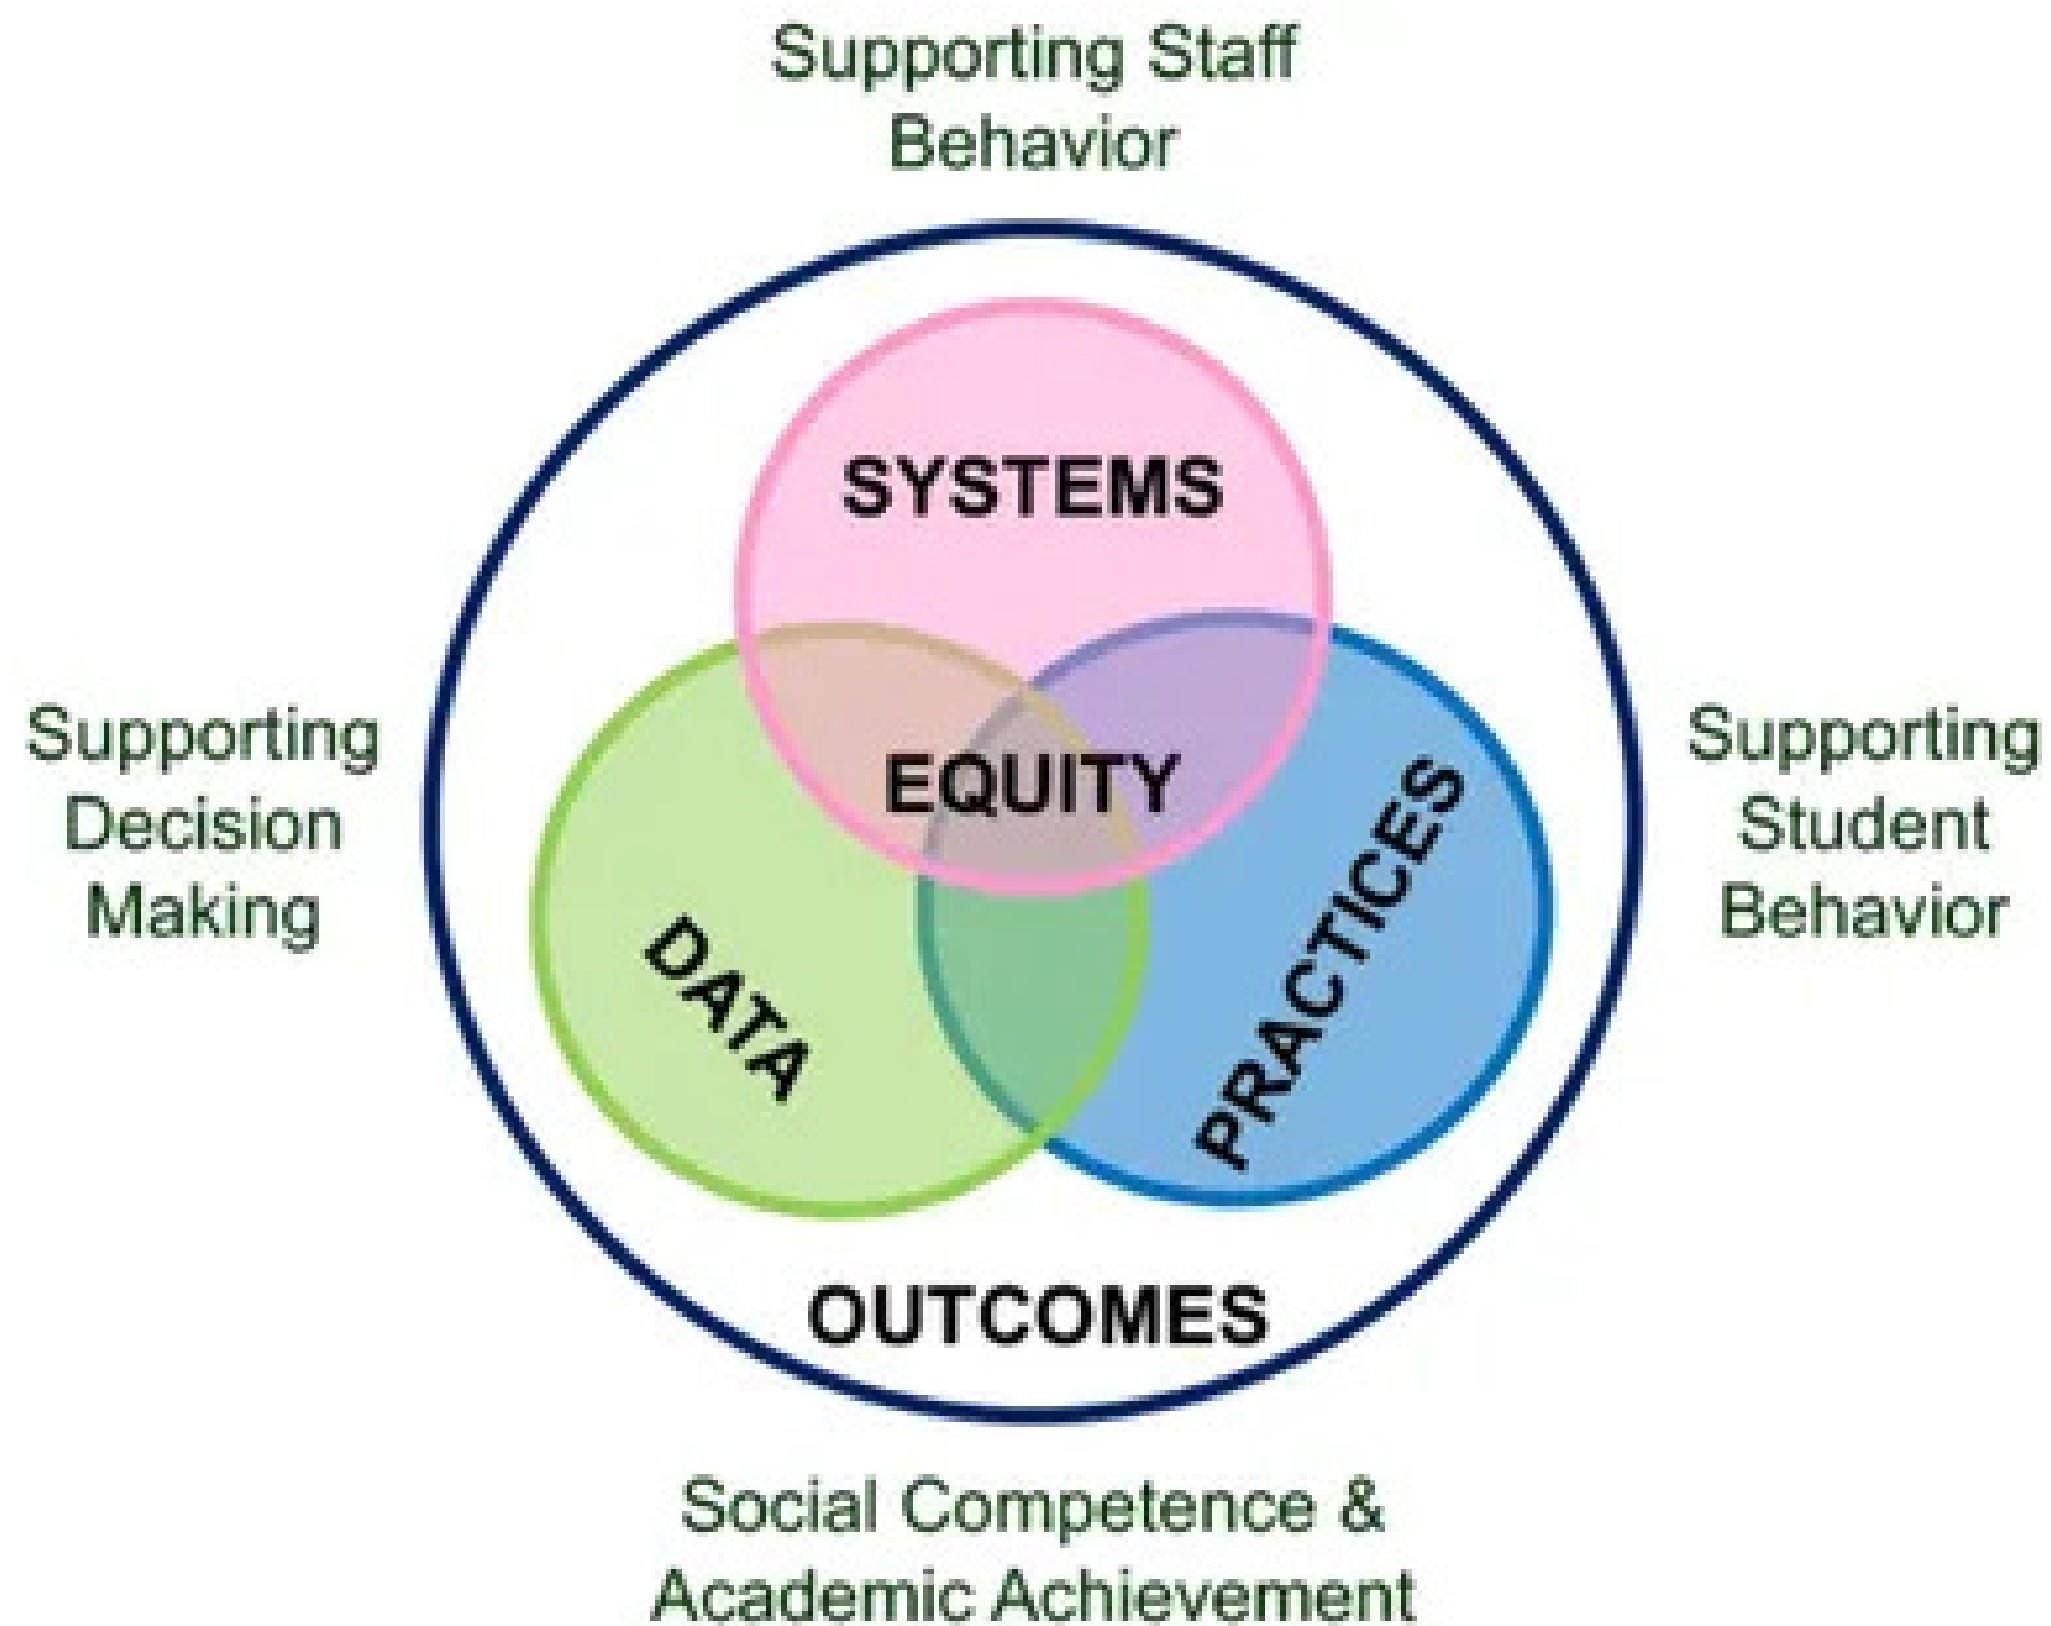 Supporting Staff
Behavior
SYSTEMS
Supporting
Decision
Making
EQUITY
Supporting
Student
Behavior
DATA
PRACTICES
OUTCOMES
Social Competence &
Academic Achievement